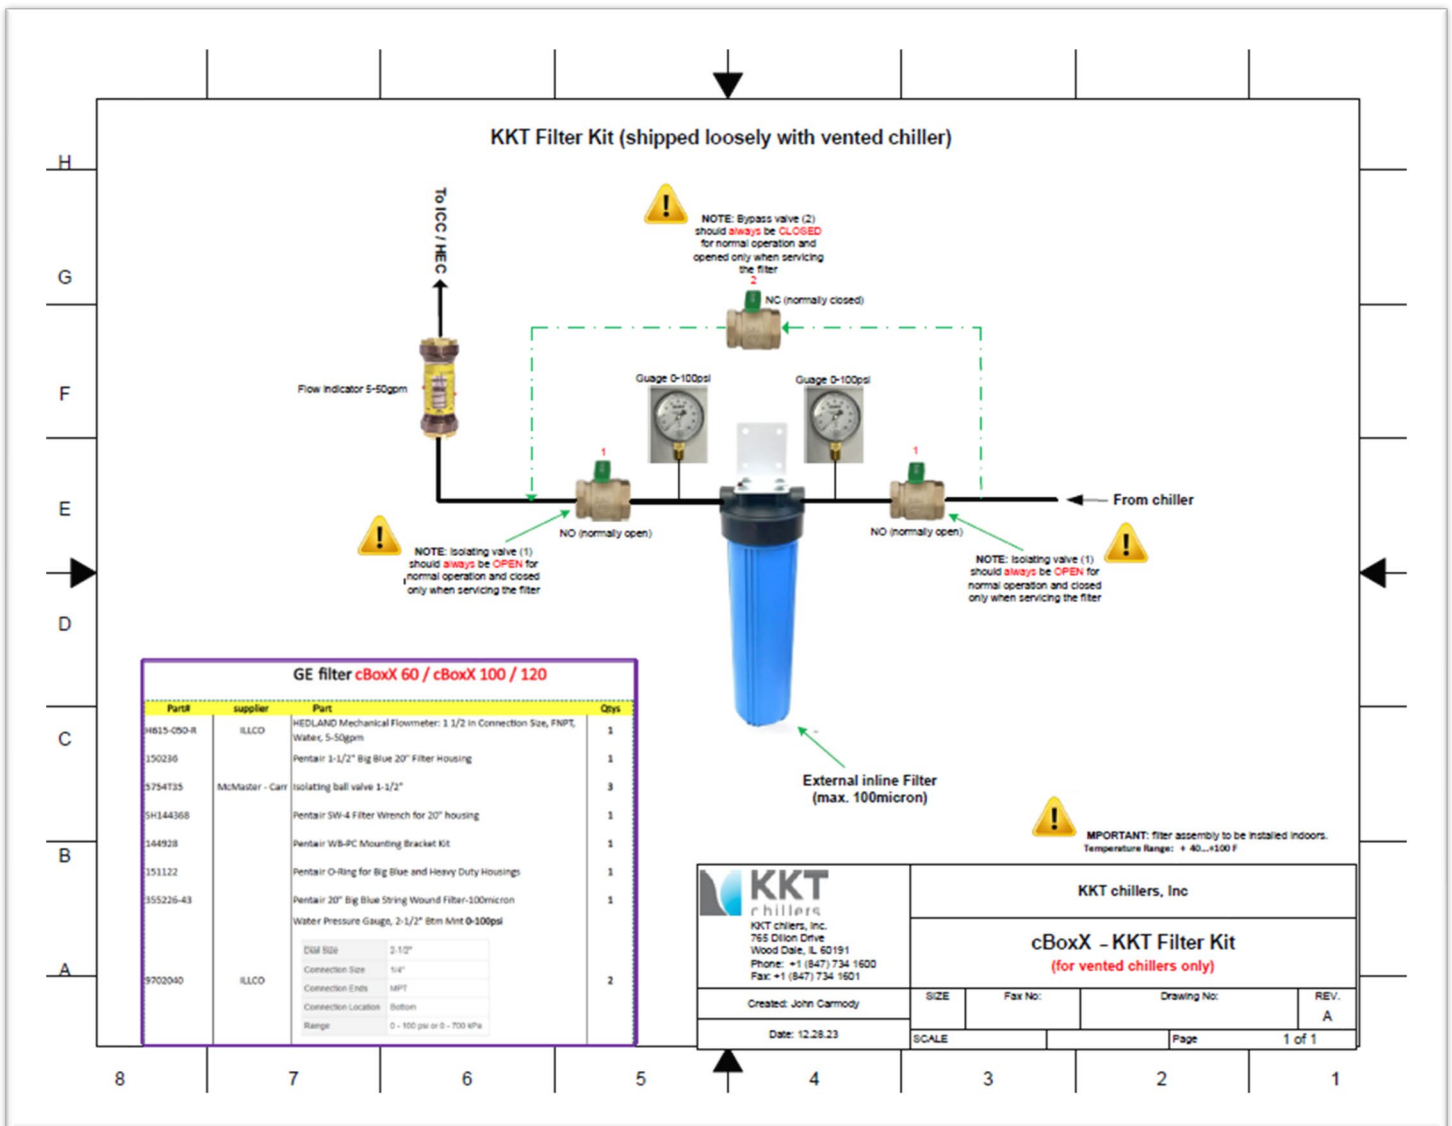 KKT Filter Kit (shipped loosely with vented chiller)
H
G
F
E
D
C
B
A
To ICC / HEC
NOTE: Bypass valve (2)
should always be CLOSED
for normal operation and
opened only when servicing
the filter
2
NC (normally closed)
Flow Indicator 5-50gpm
Guage 0-100psi
Guage 0-100psi
1
1
From chiller
NO (normally open)
NO (normally open)
NOTE: Isolating valve (1)
should always be OPEN for
normal operation and closed
only when servicing the filter
NOTE: Isolating valve (1)
should always be OPEN for
normal operation and closed
only when servicing the filter
External inline Filter
(max. 100micron)
GE filter cBoxX 60 / cBoxX 100 / 120
Part# supplier Part Qtys
H615-050-R ILLCO HEDLAND Mechanical Flowmeter: 1 1/2 in Connection Size, FNPT,
Water, 5-50gpm 1
150236 Pentair 1-1/2" Big Blue 20" Filter Housing 1
5754T35 McMaster - Carr Isolating ball valve 1-1/2" 3
SH144368 Pentair SW-4 Filter Wrench for 20" housing 1
144928 Pentair WB-PC Mounting Bracket Kit 1
151122 Pentair O-Ring for Big Blue and Heavy Duty Housings 1
355226-43 Pentair 20" Big Blue String Wound Filter-100micron 1
Water Pressure Gauge, 2-1/2" Btm Mnt 0-100psi
9702040 ILLCO 2
Dial Size 2-1/2"
Connection Size 1/4"
Connection Ends MPT
Connection Location Bottom
Range 0 - 100 psi or 0 - 700 kPa
MPORTANT: filter assembly to be installed indoors.
Temperature Range: + 40...+100 F
KKT
chillers
KKT chillers, Inc.
765 Dillon Drive
Wood Dale, IL 60191
Phone: +1 (847) 734 1600
Fax: +1 (847) 734 1601
Created: John Carmody
Date: 12.28.23
KKT chillers, Inc
cBoxX – KKT Filter Kit
(for vented chillers only)
SIZE Fax No: Drawing No: REV.
A
SCALE Page 1 of 1
8 7 6 5 4 3 2 1